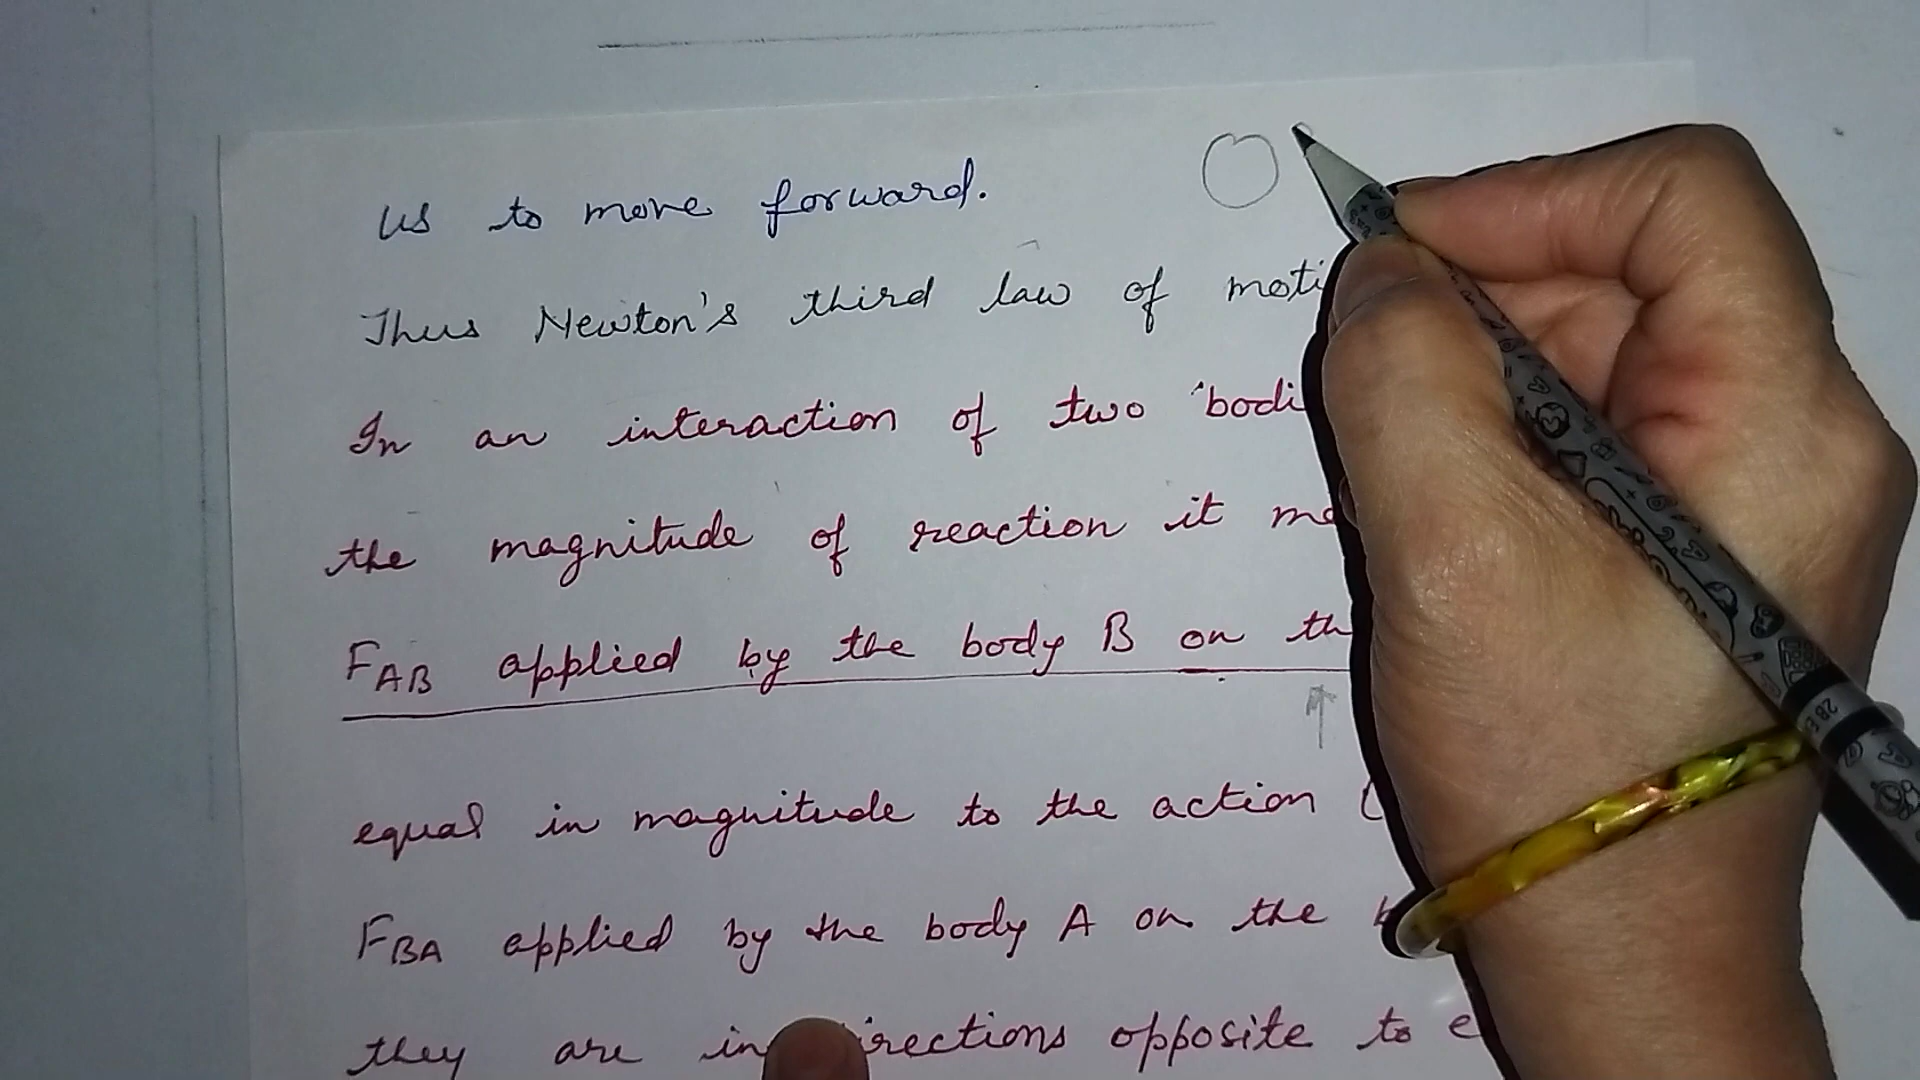 us to move forward.
Thus Newton's third law of moti
In an interaction of two bodi
the magnitude of reaction it
FAB applied by the body B on th
equal in magnitude to the action (
FBA applied by the body A on the
they are in directions opposite to e